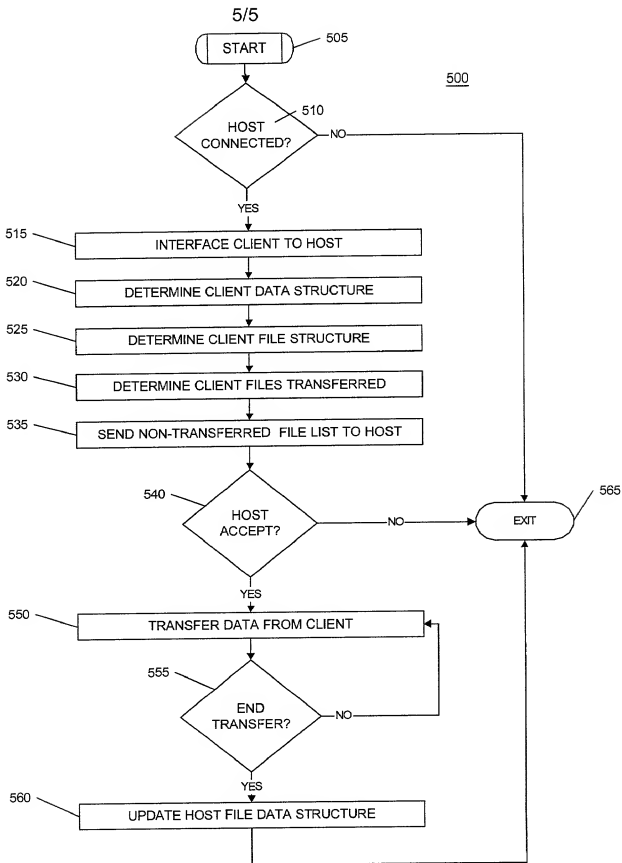 5/5
START
505
500
510
HOST
CONNECTED?
NO
YES
515
INTERFACE CLIENT TO HOST
520
DETERMINE CLIENT DATA STRUCTURE
525
DETERMINE CLIENT FILE STRUCTURE
530
DETERMINE CLIENT FILES TRANSFERRED
535
SEND NON-TRANSFERRED FILE LIST TO HOST
540
HOST
ACCEPT?
NO
EXIT
565
YES
550
TRANSFER DATA FROM CLIENT
555
END
TRANSFER?
NO
YES
560
UPDATE HOST FILE DATA STRUCTURE